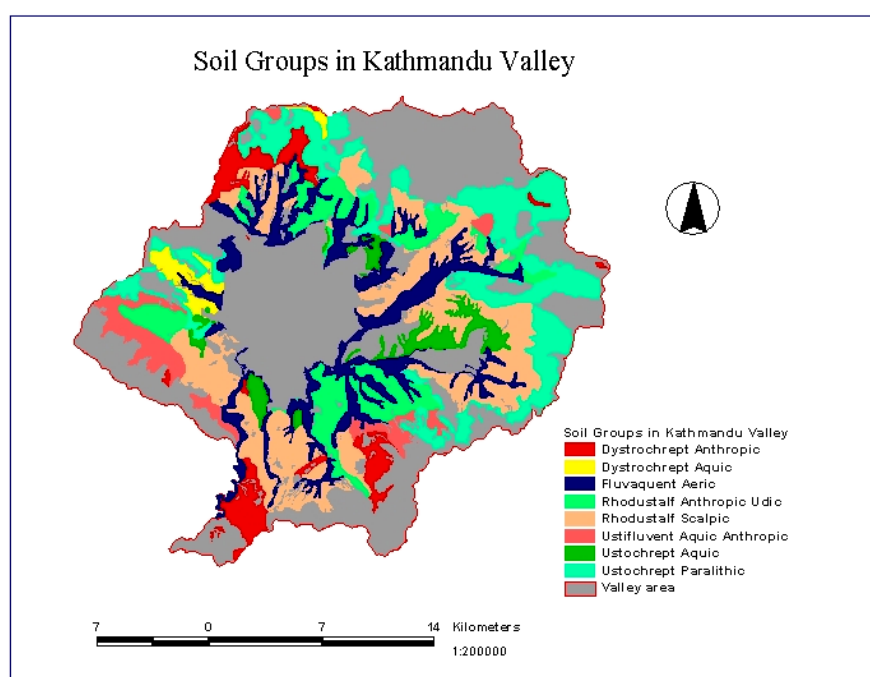 Soil Groups in Kathmandu Valley
Soil Groups in Kathmandu Valley
Dystrochrept Anthropic
Dystrochrept Aquic
Fluvaquent Aeric
Rhodustalf Anthropic Udic
Rhodustalf Scalpic
Ustifluvent Aquic Anthropic
Ustochrept Aquic
Ustochrept Paralithic
Valley area
7 0 7 14 Kilometers
1:200000